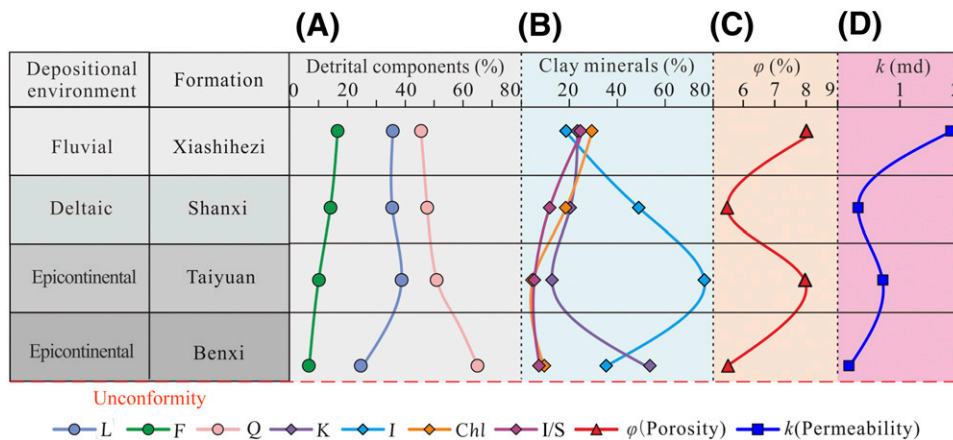 (A) (B) (C) (D)
Depositional environment Formation Detrital components (%) Clay minerals (%) φ (%) k (md)
0 20 40 60 80 20 40 60 80 6 7 8 9 1 2
Fluvial Xiashihezi
Deltaic Shanxi
Epicontinental Taiyuan
Epicontinental Benxi
Unconformity
L F Q K I Chl I/S φ(Porosity) k(Permeability)